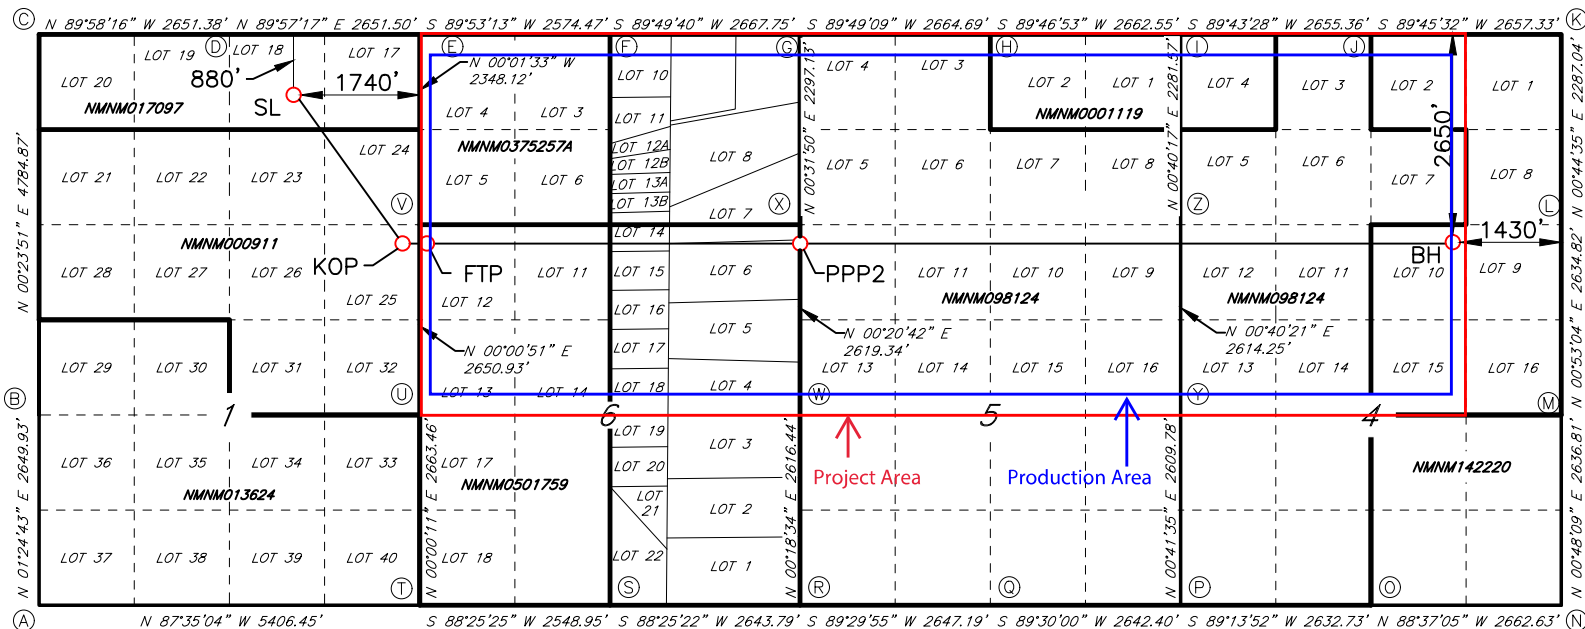 C N 89°58'16" W 2651.38' N 89°57'17" E 2651.50' S 89°53'13" W 2574.47' S 89°49'40" W 2667.75' S 89°49'09" W 2664.69' S 89°46'53" W 2662.55' S 89°43'28" W 2655.36' S 89°45'32" W 2657.33' K
LOT 19 D LOT 18 LOT 17 E F G H I J
LOT 20 880' 1740' N 00°01'33" W LOT 10 LOT 4 LOT 3 LOT 2 LOT 1 LOT 4 LOT 3 LOT 2 LOT 1
2348.12'
NMNM017097 SL LOT 4 LOT 3 LOT 11 NMNM0001119
NMNM0375257A
LOT 24 LOT 12A LOT 8 LOT 5 LOT 6 LOT 7 LOT 8 LOT 5 LOT 6
LOT 12B
LOT 21 LOT 22 LOT 23 LOT 5 LOT 6 LOT 13A LOT 7 LOT 8
LOT 13B
V LOT 7 X Z L
N 00°31'50" E 2297.13'
N 00°40'17" E 2281.57'
2650'
N 00°44'35" E 2287.04'
N 00°23'51" E 4784.87'
NMNM000911 LOT 14 1430'
KOP FTP PPP2 BH
LOT 28 LOT 27 LOT 26 LOT 11 LOT 15 LOT 6 LOT 11 LOT 10 LOT 9 LOT 12 LOT 11 LOT 10 LOT 9
LOT 25 LOT 12 NMNM098124 NMNM098124
LOT 16
N 00°20'42" E
2619.34'
N 00°40'21" E
2614.25'
LOT 5
N 00°00'51" E
2650.93'
LOT 17
LOT 29 LOT 30 LOT 31 LOT 32 LOT 13 LOT 14 LOT 18 LOT 4 LOT 13 LOT 14 LOT 15 LOT 16 LOT 13 LOT 14 LOT 15 LOT 16
N 00°53'04" E 2634.82'
B U W Y M
1 6 5 4
LOT 19 LOT 3
LOT 36 LOT 35 LOT 34 LOT 33 LOT 17 LOT 20
Project Area Production Area
NMNM013624 NMNM0501759 NMNM142220
LOT
21
LOT 2
N 01°24'43" E 2649.93'
N 00°00'11" E 2663.46'
N 00°18'34" E 2616.44'
N 00°41'35" E 2609.78'
N 00°48'09" E 2636.81'
LOT 37 LOT 38 LOT 39 LOT 40 LOT 18 LOT 22 LOT 1
T S R Q P O
A N 87°35'04" W 5406.45' S 88°25'25" W 2548.95' S 88°25'22" W 2643.79' S 89°29'55" W 2647.19' S 89°30'00" W 2642.40' S 89°13'52" W 2632.73' N 88°37'05" W 2662.63' N